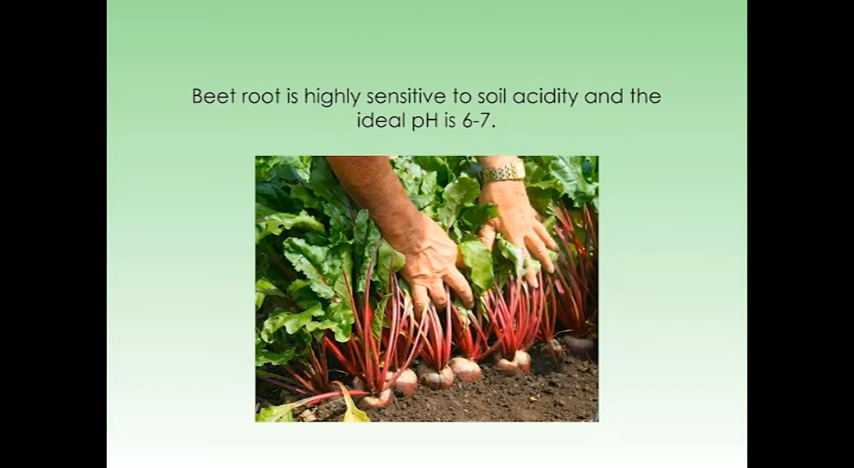 Beet root is highly sensitive to soil acidity and the
ideal pH is 6-7.